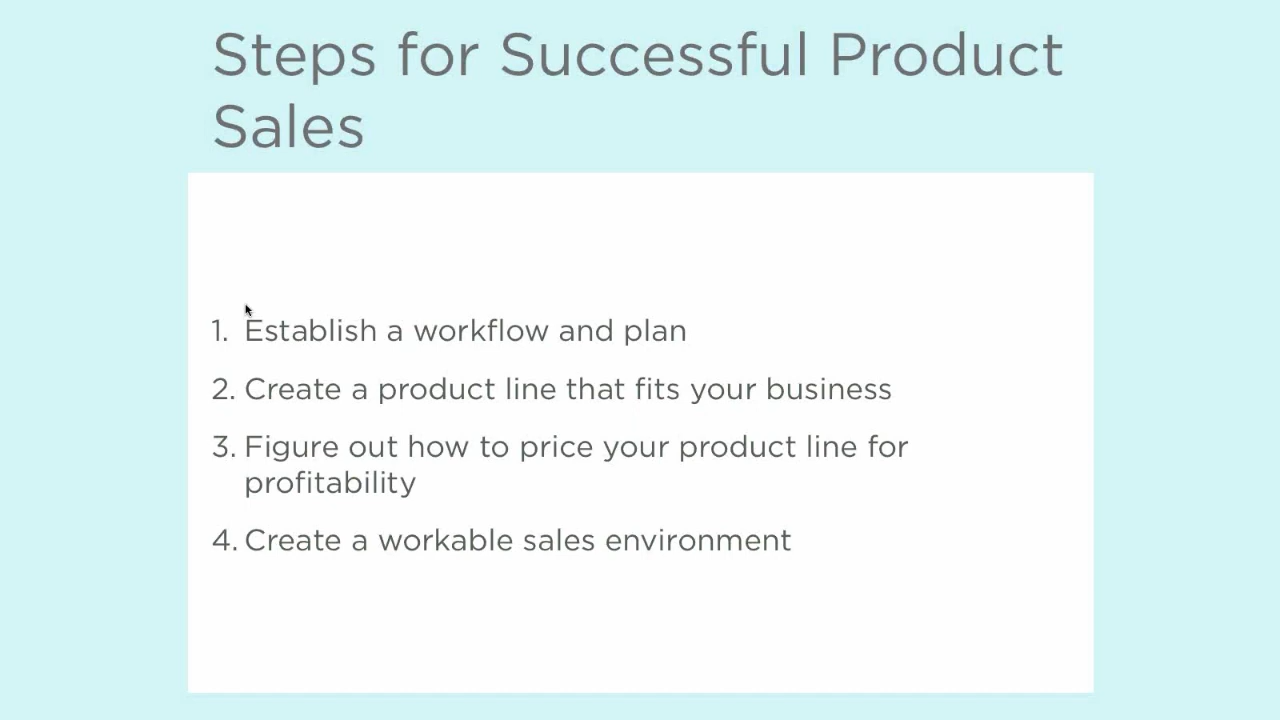 Steps for Successful Product
Sales
1. Establish a workflow and plan
2. Create a product line that fits your business
3. Figure out how to price your product line for
profitability
4. Create a workable sales environment